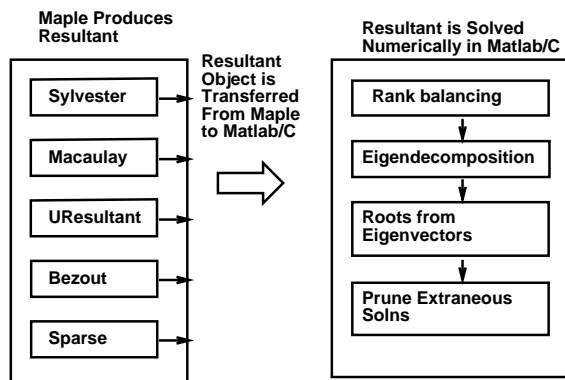 Maple Produces
Resultant
Sylvester
Macaulay
UResultant
Bezout
Sparse
Resultant
Object is
Transferred
From Maple
to Matlab/C
Resultant is Solved
Numerically in Matlab/C
Rank balancing
Eigendecomposition
Roots from
Eigenvectors
Prune Extraneous
Solns